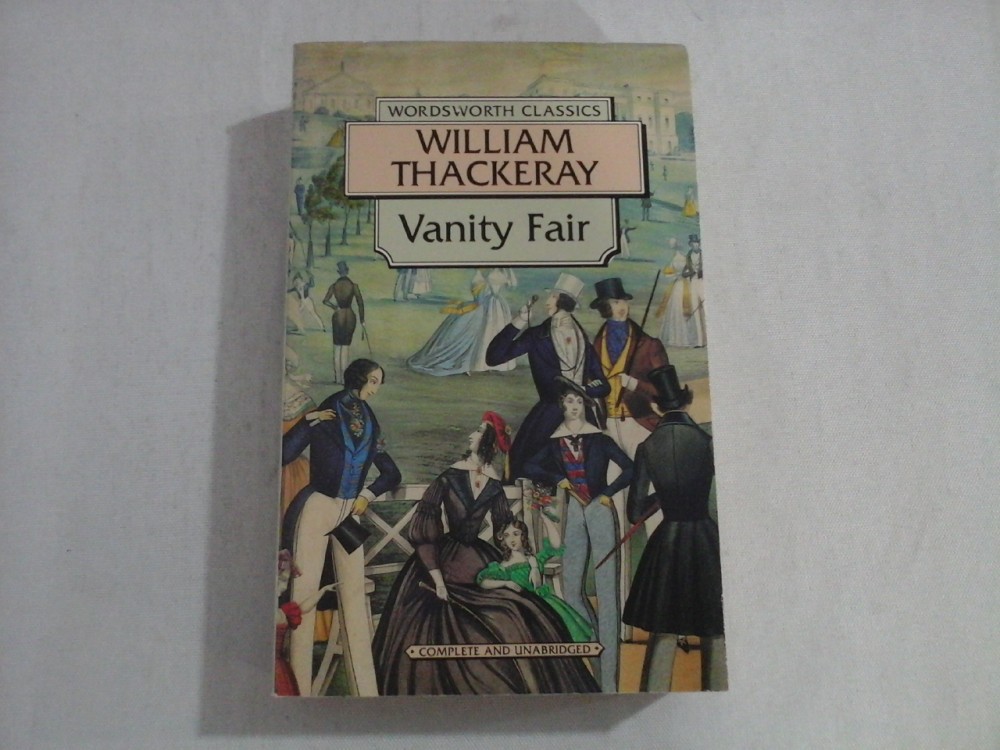 WORDSWORTH CLASSICS
WILLIAM
THACKERAY
Vanity Fair
COMPLETE AND UNABRIDGED